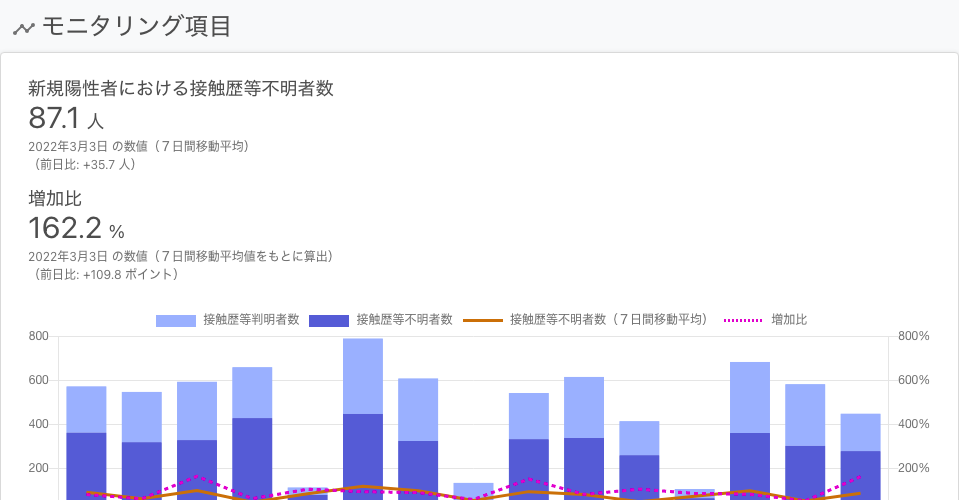 モニタリング項目
新規陽性者における接触歴等不明者数
87.1 人
2022年3月3日 の数値（７日間移動平均）
（前日比: +35.7 人）
増加比
162.2 %
2022年3月3日 の数値（７日間移動平均値をもとに算出）
（前日比: +109.8 ポイント）
接触歴等判明者数 接触歴等不明者数 接触歴等不明者数（７日間移動平均） 増加比
800 800%
600 600%
400 400%
200 200%